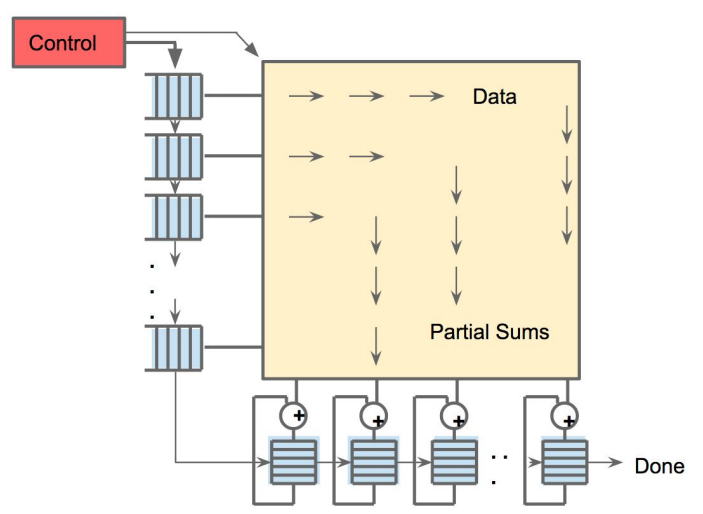 Control
Data
Partial Sums
+
+
+
+
Done